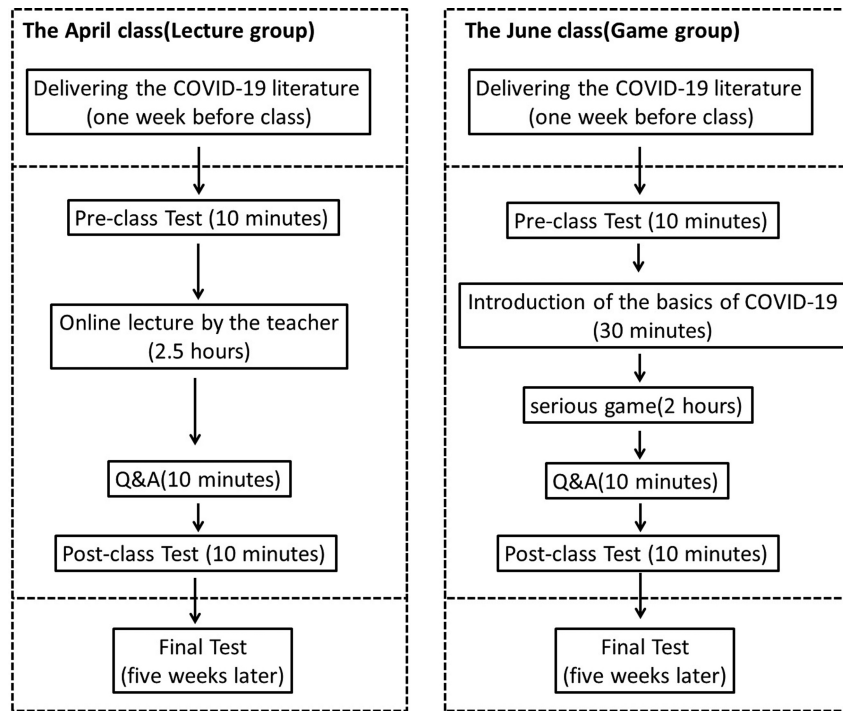 The April class(Lecture group)
Delivering the COVID-19 literature
(one week before class)
Pre-class Test (10 minutes)
Online lecture by the teacher
(2.5 hours)
Q&A(10 minutes)
Post-class Test (10 minutes)
Final Test
(five weeks later)
The June class(Game group)
Delivering the COVID-19 literature
(one week before class)
Pre-class Test (10 minutes)
Introduction of the basics of COVID-19
(30 minutes)
serious game(2 hours)
Q&A(10 minutes)
Post-class Test (10 minutes)
Final Test
(five weeks later)